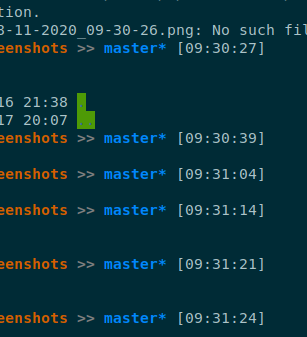 tion.
3-11-2020_09-30-26.png: No such fil
eenshots >> master* [09:30:27]
16 21:38 .
17 20:07 ..
eenshots >> master* [09:30:39]
eenshots >> master* [09:31:04]
eenshots >> master* [09:31:14]
eenshots >> master* [09:31:21]
eenshots >> master* [09:31:24]